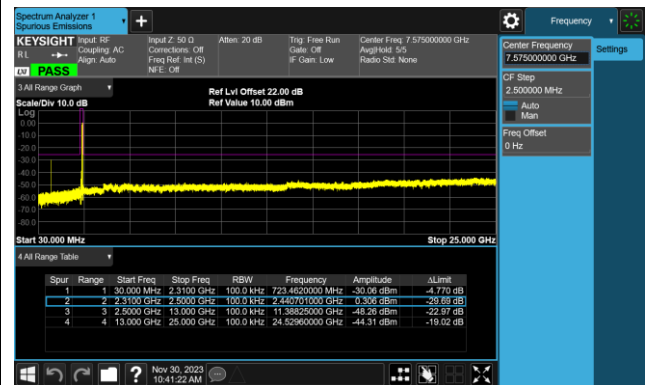 Spectrum Analyzer 1
Spurious Emissions
Frequency
KEYSIGHT
Input: RF
Input Z: 50 Ω
Atten: 20 dB
Trig: Free Run
Center Freq: 7.575000000 GHz
RL
Coupling: AC
Corrections: Off
Gate: Off
Avg|Hold: 5/5
Align: Auto
Freq Ref: Int (S)
IF Gain: Low
Radio Std: None
LXI
PASS
NFE: Off
Center Frequency
7.575000000 GHz
Settings
CF Step
2.500000 MHz
Auto
Man
Freq Offset
0 Hz
3 All Range Graph
Ref Lvl Offset 22.00 dB
Scale/Div 10.0 dB
Ref Value 10.00 dBm
Log
0.00
-10.0
-20.0
-30.0
-40.0
-50.0
-60.0
-70.0
-80.0
Start 30.000 MHz
Stop 25.000 GHz
4 All Range Table
Spur Range Start Freq Stop Freq RBW Frequency Amplitude ΔLimit
1 1 30.000 MHz 2.3100 GHz 100.0 kHz 723.4620000 MHz -30.06 dBm -4.770 dB
2 2 2.3100 GHz 2.5000 GHz 100.0 kHz 2.440701000 GHz 0.306 dBm -29.69 dB
3 3 2.5000 GHz 13.000 GHz 100.0 kHz 11.38825000 GHz -48.26 dBm -22.97 dB
4 4 13.000 GHz 25.000 GHz 100.0 kHz 24.52960000 GHz -44.31 dBm -19.02 dB
Nov 30, 2023
10:41:22 AM